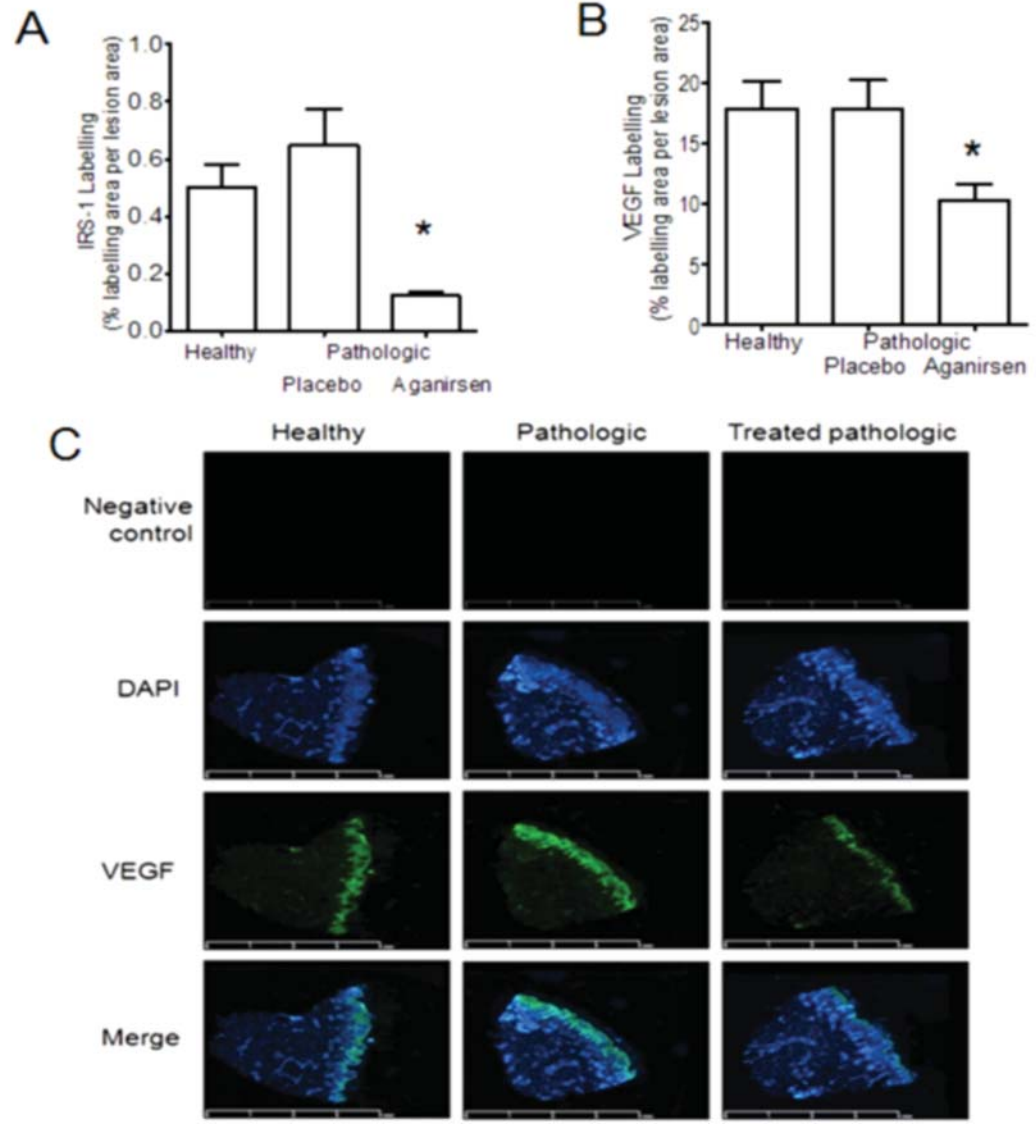 A
IRS-1 Labelling
(% labelling area per lesion area)
1.0
0.8
0.6
0.4
0.2
0.0
*
Healthy
Pathologic
Placebo
Aganirsen
B
VEGF Labelling
(% labelling area per lesion area)
25
20
15
10
5
0
*
Healthy
Pathologic
Placebo
Aganirsen
C
Healthy
Pathologic
Treated pathologic
Negative
control
DAPI
VEGF
Merge